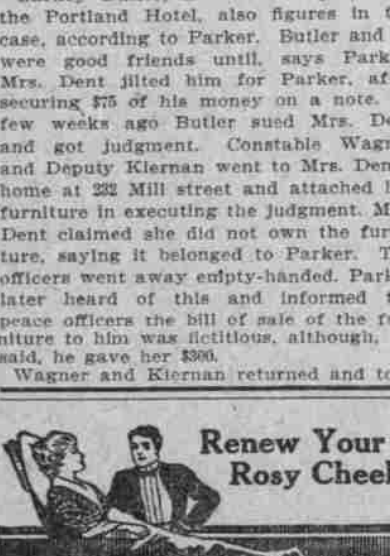 the Portland Hotel, also figures in
case, according to Parker. Butler and
were good friends until, says Park
Mrs. Dent jilted him for Parker, af
securing $75 of his money on a note.
few weeks ago Butler sued Mrs. De
and got judgment. Constable Wagn
and Deputy Kiernan went to Mrs. Den
home at 232 Mill street and attached
furniture in executing the judgment. M
Dent claimed she did not own the fur
ture, saying it belonged to Parker. T
officers went away empty-handed. Park
later heard of this and informed
peace officers the bill of sale of the fu
niture to him was fictitious, although,
said, he gave her $300.
Wagner and Kiernan returned and to
Renew Your
Rosy Cheek